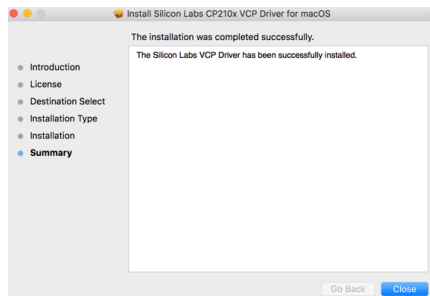 Install Silicon Labs CP210x VCP Driver for macOS
The installation was completed successfully.
The Silicon Labs VCP Driver has been successfully installed.
Introduction
License
Destination Select
Installation Type
Installation
Summary
Go Back
Close